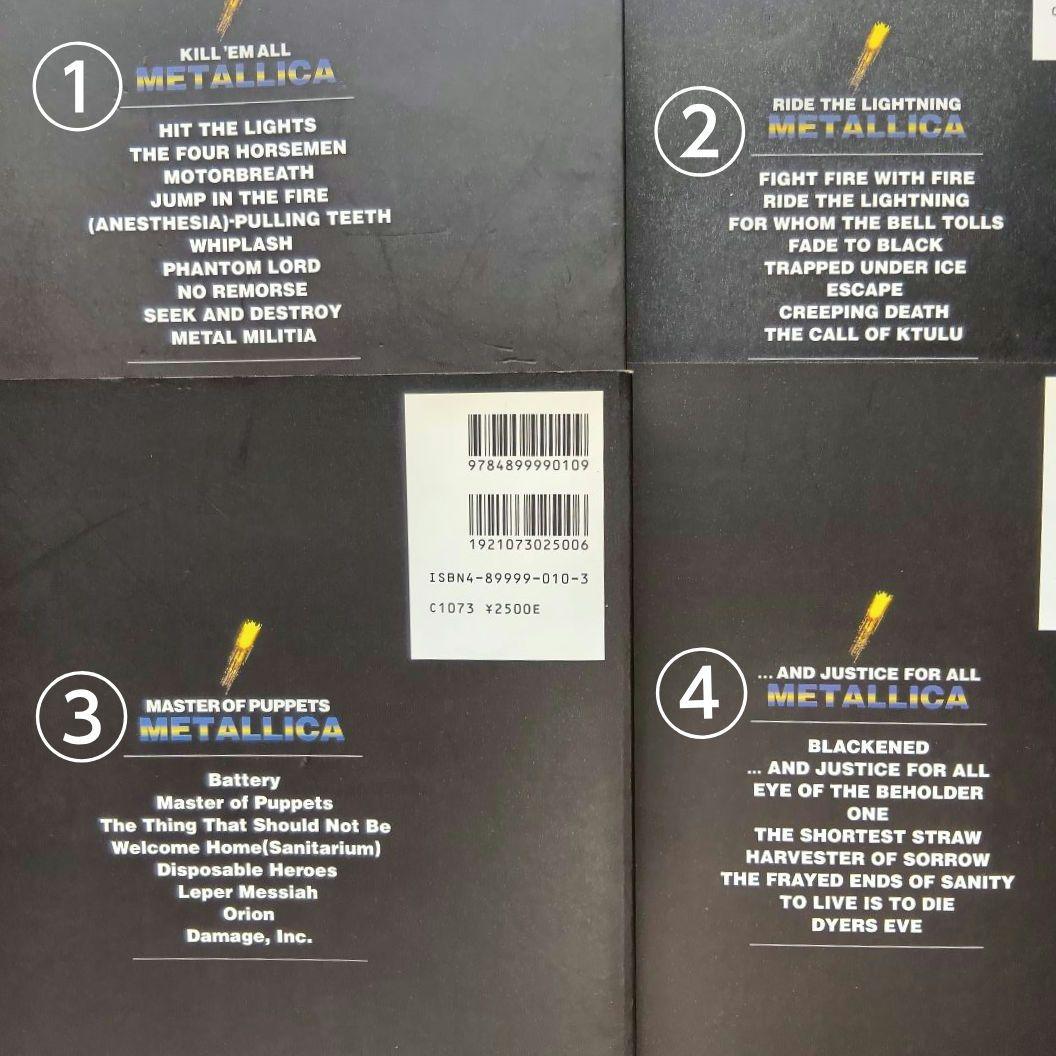 1
KILL 'EM ALL
METALLICA
HIT THE LIGHTS
THE FOUR HORSEMEN
MOTORBREATH
JUMP IN THE FIRE
(ANESTHESIA)-PULLING TEETH
WHIPLASH
PHANTOM LORD
NO REMORSE
SEEK AND DESTROY
METAL MILITIA
2
RIDE THE LIGHTNING
METALLICA
FIGHT FIRE WITH FIRE
RIDE THE LIGHTNING
FOR WHOM THE BELL TOLLS
FADE TO BLACK
TRAPPED UNDER ICE
ESCAPE
CREEPING DEATH
THE CALL OF KTULU
9784899990109
1921073025006
ISBN4-89999-010-3
C1073 ¥2500E
3
MASTER OF PUPPETS
METALLICA
Battery
Master of Puppets
The Thing That Should Not Be
Welcome Home(Sanitarium)
Disposable Heroes
Leper Messiah
Orion
Damage, Inc.
4
... AND JUSTICE FOR ALL
METALLICA
BLACKENED
... AND JUSTICE FOR ALL
EYE OF THE BEHOLDER
ONE
THE SHORTEST STRAW
HARVESTER OF SORROW
THE FRAYED ENDS OF SANITY
TO LIVE IS TO DIE
DYERS EVE